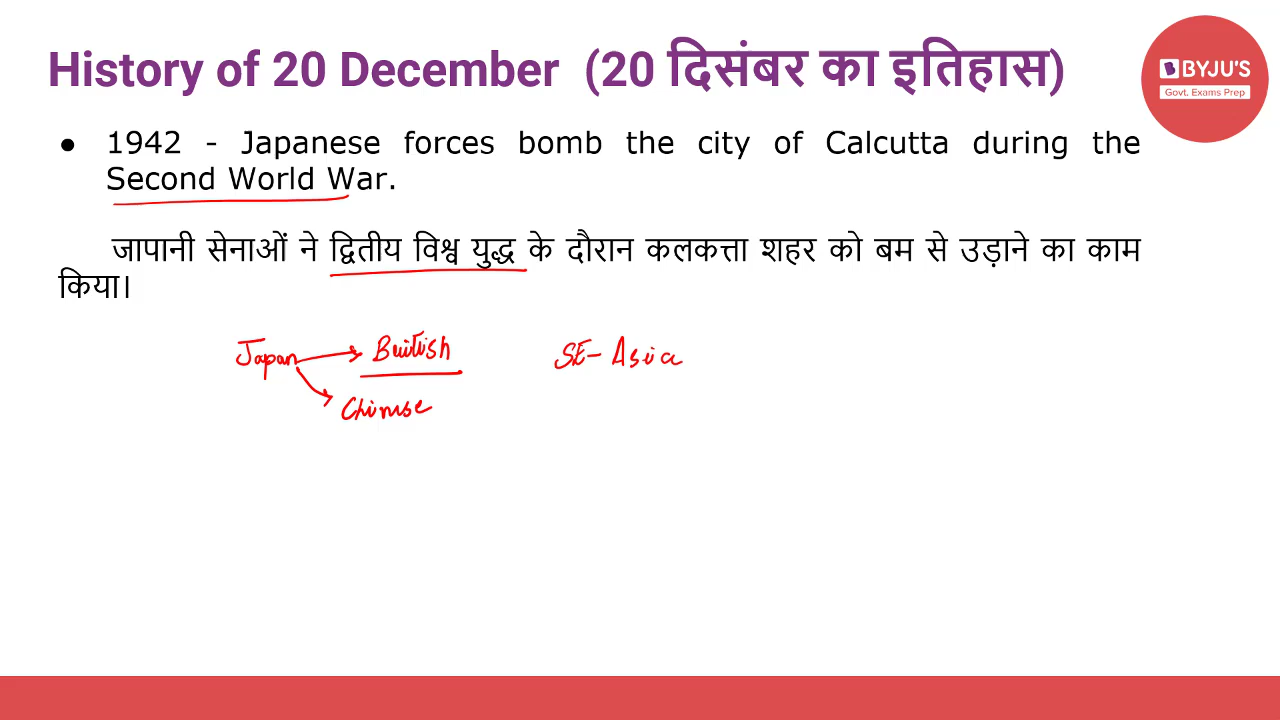 History of 20 December (20 दिसंबर का इतिहास)
BYJU'S
Govt. Exams Prep
● 1942 - Japanese forces bomb the city of Calcutta during the
Second World War.
जापानी सेनाओं ने द्वितीय विश्व युद्ध के दौरान कलकत्ता शहर को बम से उड़ाने का काम
किया।
Japan → British SE-Asia
Chinese